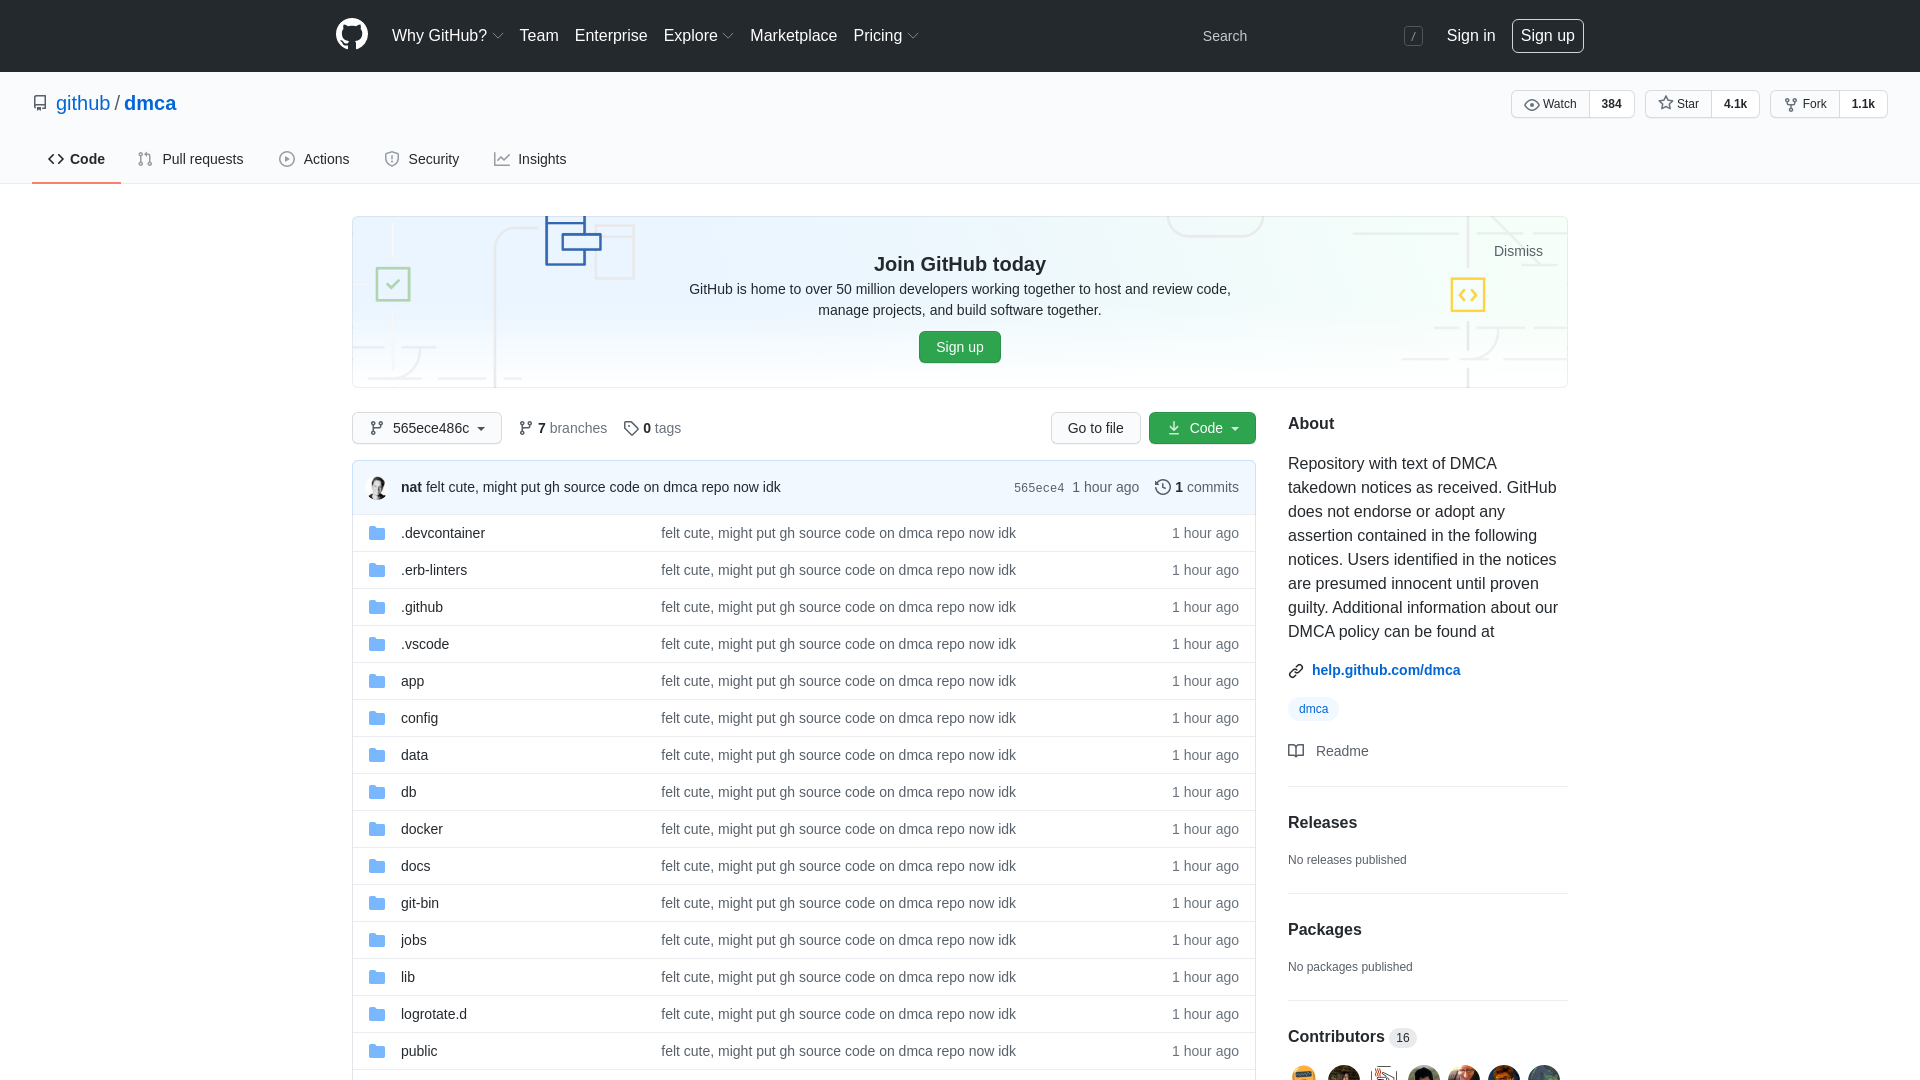 Why GitHub? Team Enterprise Explore Marketplace Pricing Search / Sign in Sign up
github / dmca Watch 384 Star 4.1k Fork 1.1k
Code Pull requests Actions Security Insights
Dismiss
Join GitHub today
GitHub is home to over 50 million developers working together to host and review code,
manage projects, and build software together.
Sign up
565ece486c 7 branches 0 tags Go to file Code
nat felt cute, might put gh source code on dmca repo now idk 565ece4 1 hour ago 1 commits
.devcontainer felt cute, might put gh source code on dmca repo now idk 1 hour ago
.erb-linters felt cute, might put gh source code on dmca repo now idk 1 hour ago
.github felt cute, might put gh source code on dmca repo now idk 1 hour ago
.vscode felt cute, might put gh source code on dmca repo now idk 1 hour ago
app felt cute, might put gh source code on dmca repo now idk 1 hour ago
config felt cute, might put gh source code on dmca repo now idk 1 hour ago
data felt cute, might put gh source code on dmca repo now idk 1 hour ago
db felt cute, might put gh source code on dmca repo now idk 1 hour ago
docker felt cute, might put gh source code on dmca repo now idk 1 hour ago
docs felt cute, might put gh source code on dmca repo now idk 1 hour ago
git-bin felt cute, might put gh source code on dmca repo now idk 1 hour ago
jobs felt cute, might put gh source code on dmca repo now idk 1 hour ago
lib felt cute, might put gh source code on dmca repo now idk 1 hour ago
logrotate.d felt cute, might put gh source code on dmca repo now idk 1 hour ago
public felt cute, might put gh source code on dmca repo now idk 1 hour ago
About
Repository with text of DMCA
takedown notices as received. GitHub
does not endorse or adopt any
assertion contained in the following
notices. Users identified in the notices
are presumed innocent until proven
guilty. Additional information about our
DMCA policy can be found at
help.github.com/dmca
dmca
Readme
Releases
No releases published
Packages
No packages published
Contributors 16